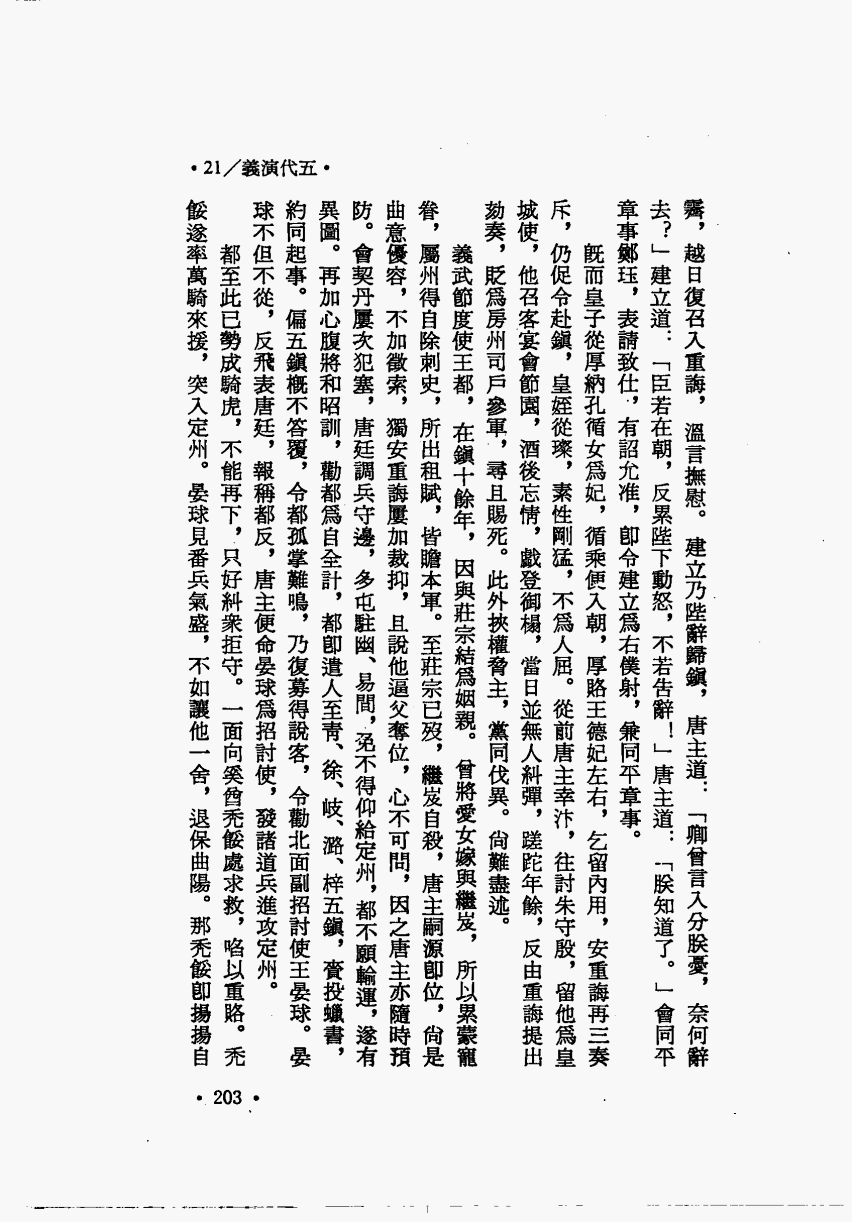 •21／義演代五•
霽，越日復召入重誨，溫言撫慰。建立乃陛辭歸鎭，唐主道：「卿曾言入分朕憂，奈何辭
去？」建立道：「臣若在朝，反累陛下動怒，不若告辭！」唐主道：「朕知道了。」會同平
章事鄭珏，表請致仕，有詔允准，卽令建立爲右僕射，兼同平章事。
旣而皇子從厚納孔循女爲妃，循乘便入朝，厚賂王德妃左右，乞留內用，安重誨再三奏
斥，仍促令赴鎭，皇姪從璨，素性剛猛，不爲人屈。從前唐主幸汴，往討朱守殷，留他爲皇
城使，他召客宴會節園，酒後忘情，戲登御榻，當日並無人糾彈，蹉跎年餘，反由重誨提出
劾奏，貶爲房州司戶參軍，尋且賜死。此外挾權脅主，黨同伐異。尙難盡述。
義武節度使王都，在鎭十餘年，因與莊宗結爲姻親。曾將愛女嫁與繼岌，所以累蒙寵
眷，屬州得自除刺史，所出租賦，皆贍本軍。至莊宗已歿，繼岌自殺，唐主嗣源卽位，尙是
曲意優容，不加徵索，獨安重誨屢加裁抑，且說他逼父奪位，心不可問，因之唐主亦隨時預
防。會契丹屢次犯塞，唐廷調兵守邊，多屯駐幽、易間，免不得仰給定州，都不願輸運，遂有
異圖。再加心腹將和昭訓，勸都爲自全計，都卽遣人至靑、徐、岐、潞、梓五鎭，賫投蠟書，
約同起事。偏五鎭槪不答覆，令都孤掌難鳴，乃復募得說客，令勸北面副招討使王晏球。晏
球不但不從，反飛表唐廷，報稱都反，唐主便命晏球爲招討使，發諸道兵進攻定州。
都至此已勢成騎虎，不能再下，只好糾衆拒守。一面向奚酋禿餒處求救，啗以重賂。禿
餒遂率萬騎來援，突入定州。晏球見番兵氣盛，不如讓他一舍，退保曲陽。那禿餒卽揚揚自
•203•